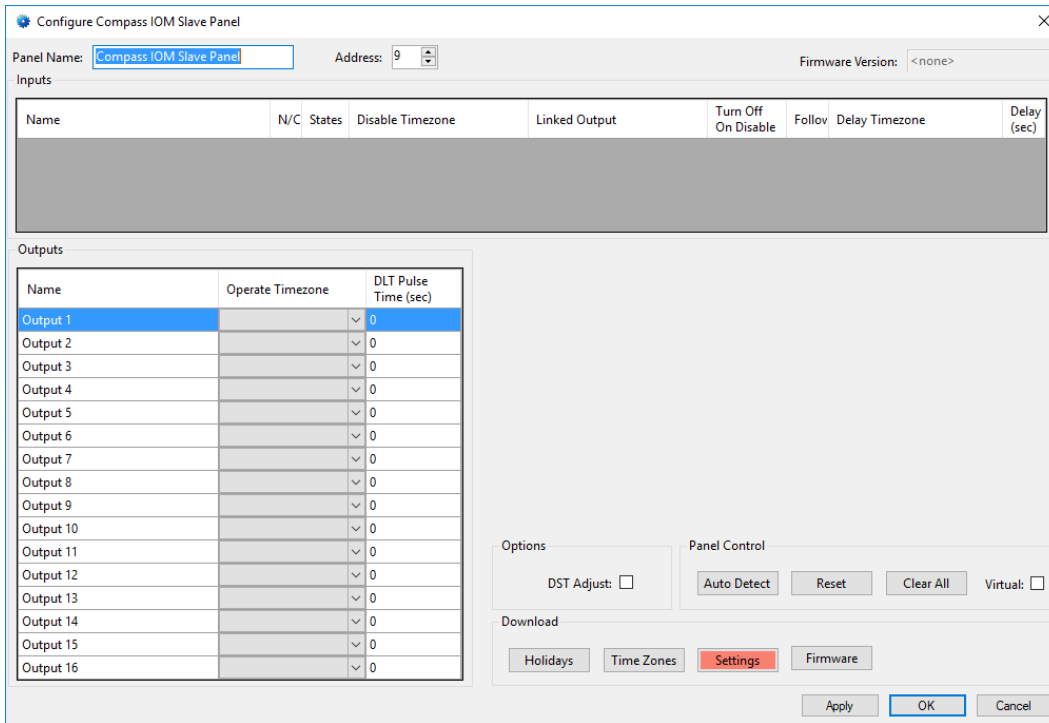 Configure Compass IOM Slave Panel
Panel Name: Compass IOM Slave Panel Address: 9 Firmware Version: <none>
Inputs
Name N/C States Disable Timezone Linked Output Turn Off On Disable Follov Delay Timezone Delay (sec)
Outputs
Name Operate Timezone DLT Pulse Time (sec)
Output 1 0
Output 2 0
Output 3 0
Output 4 0
Output 5 0
Output 6 0
Output 7 0
Output 8 0
Output 9 0
Output 10 0
Output 11 0
Output 12 0
Output 13 0
Output 14 0
Output 15 0
Output 16 0
Options
DST Adjust:
Panel Control
Auto Detect Reset Clear All Virtual:
Download
Holidays Time Zones Settings Firmware
Apply OK Cancel